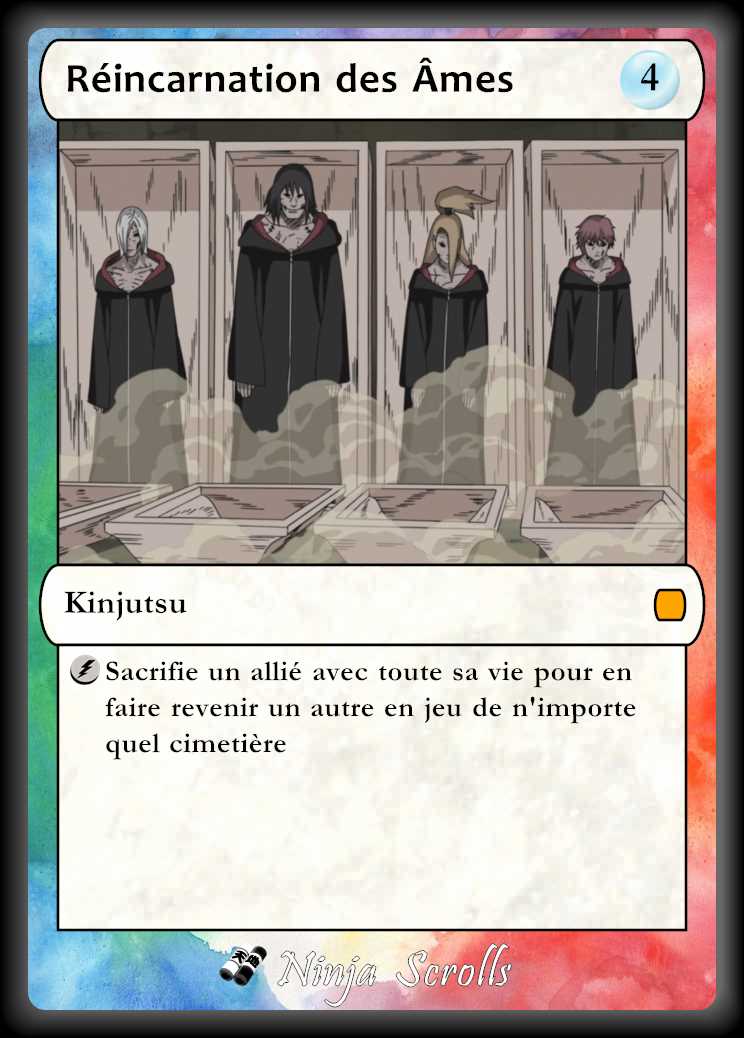 Réincarnation des Âmes
4
Kinjutsu
Sacrifie un allié avec toute sa vie pour en
faire revenir un autre en jeu de n'importe
quel cimetière
Ninja Scrolls